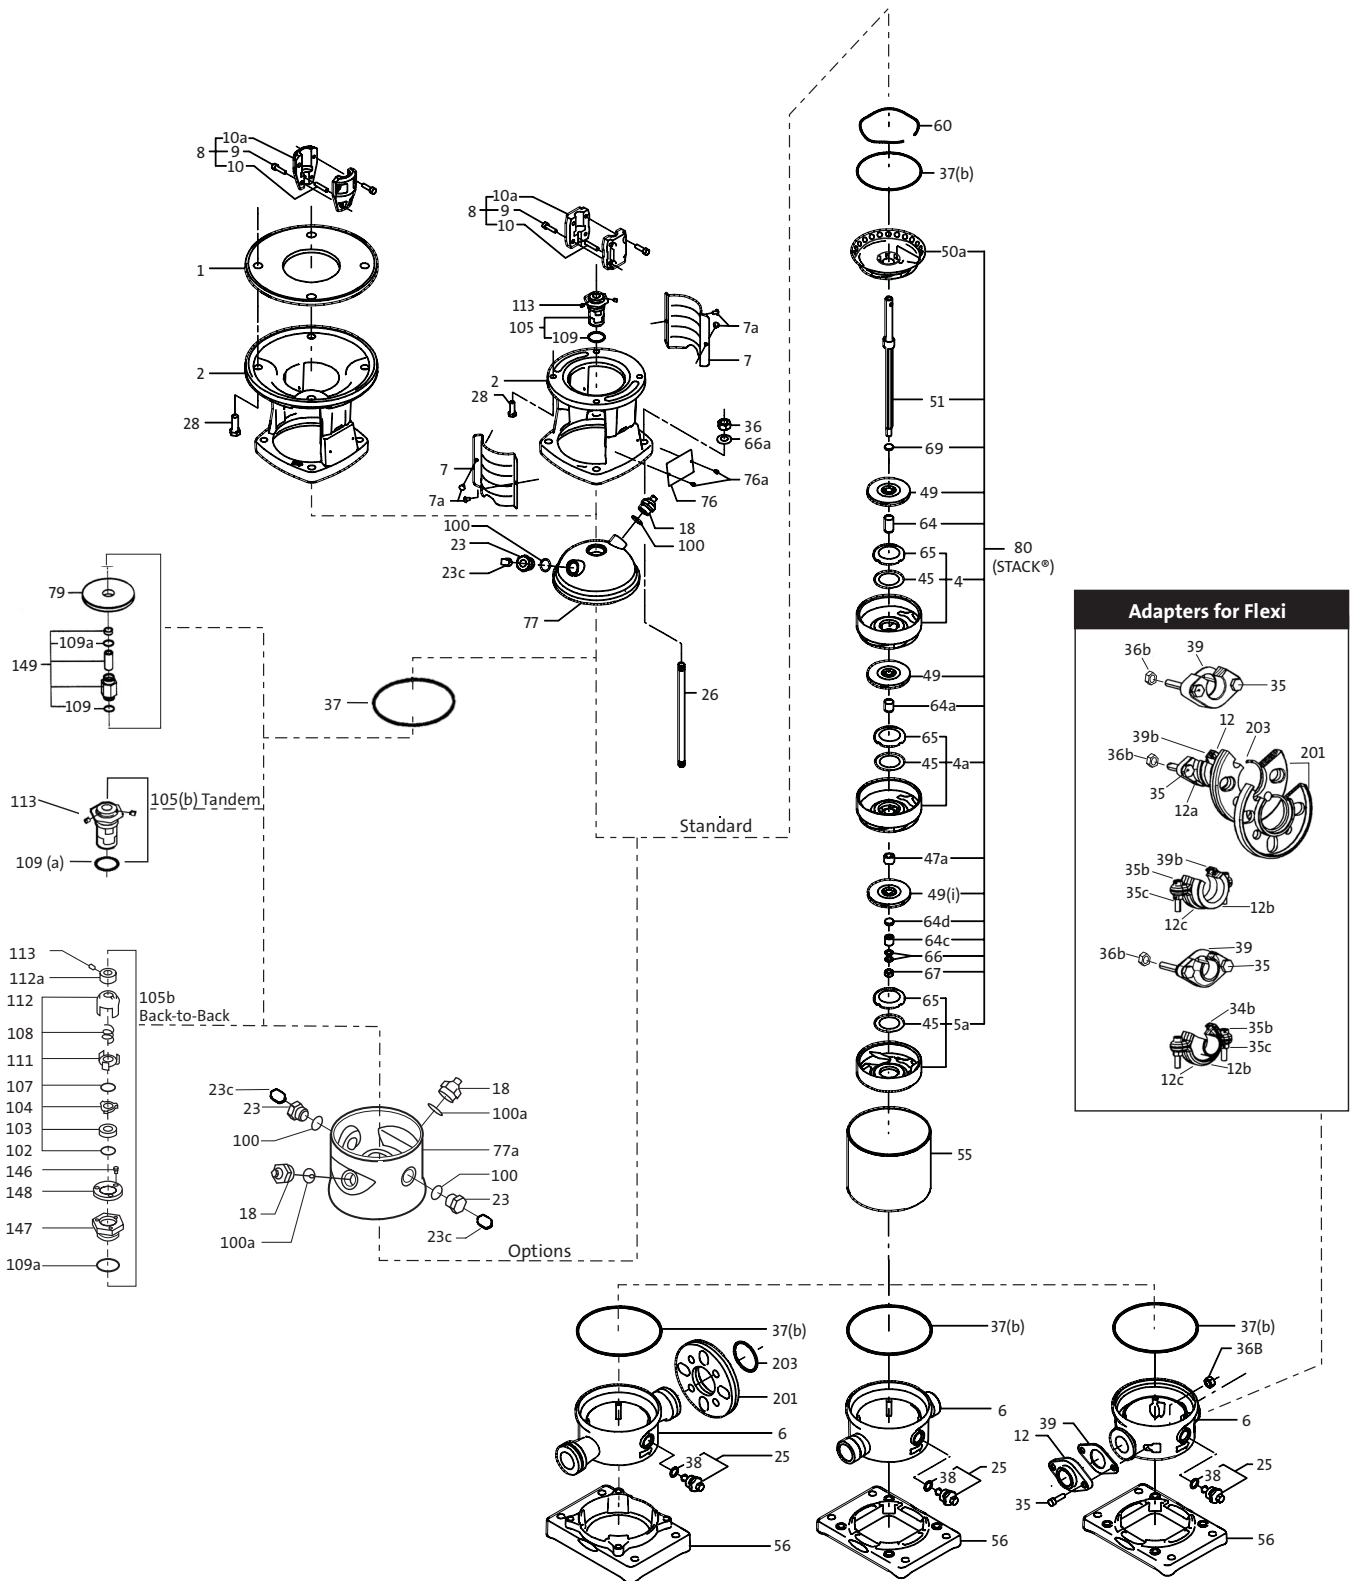 10a
8
9
10
1
2
28
10a
8
9
10
113
105
109
7a
7
2
28
36
66a
7
7a
76a
76
18
100
100
23
23c
77
26
37
60
37(b)
50a
51
69
49
64
65
45
4
80
(STACK®)
49
64a
65
45
4a
47a
49(i)
64d
64c
66
67
65
45
5a
55
79
109a
149
109
113
105(b) Tandem
109 (a)
Standard
113
112a
112
105b
Back-to-Back
108
111
107
104
103
102
146
148
147
109a
23c
23
100
18
100a
77a
100
23
18
100a
23c
Options
Adapters for Flexi
36b
39
35
12
203
39b
201
36b
35
12a
39b
35b
35c
12b
12c
39
36b
35
34b
35b
35c
12b
12c
37(b)
203
201
6
38
25
56
37(b)
6
38
25
56
37(b)
36B
6
39
12
38
25
35
56